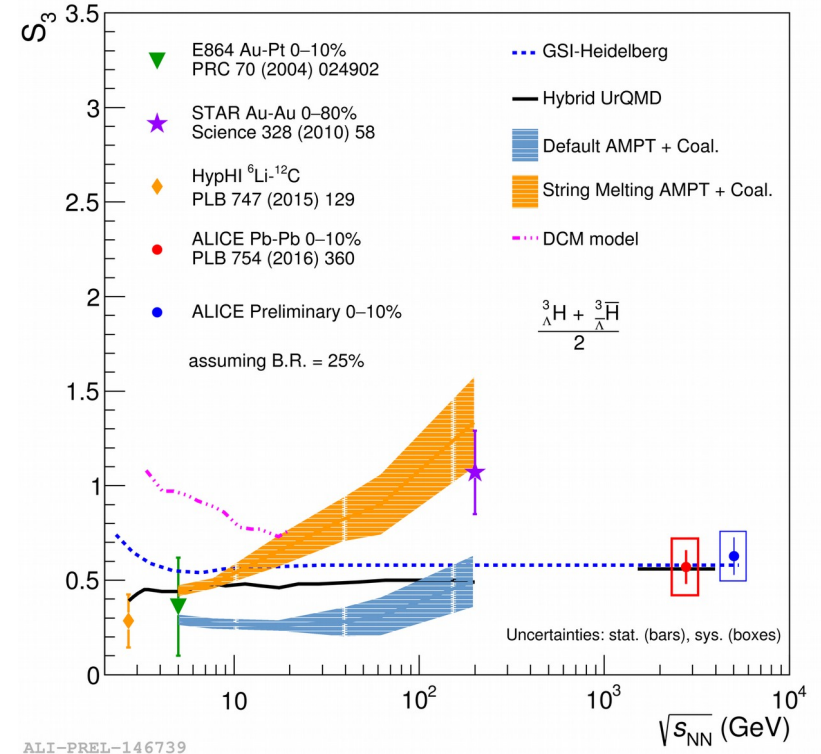 S₃
3.5
3
2.5
2
1.5
1
0.5
0
E864 Au-Pt 0–10%
PRC 70 (2004) 024902
STAR Au-Au 0–80%
Science 328 (2010) 58
HypHI ⁶Li-¹²C
PLB 747 (2015) 129
ALICE Pb-Pb 0–10%
PLB 754 (2016) 360
ALICE Preliminary 0–10%
assuming B.R. = 25%
GSI-Heidelberg
Hybrid UrQMD
Default AMPT + Coal.
String Melting AMPT + Coal.
DCM model
³ΛH + ³Λ̅H̅
2
Uncertainties: stat. (bars), sys. (boxes)
10 10² 10³ 10⁴
√sNN (GeV)
ALI-PREL-146739